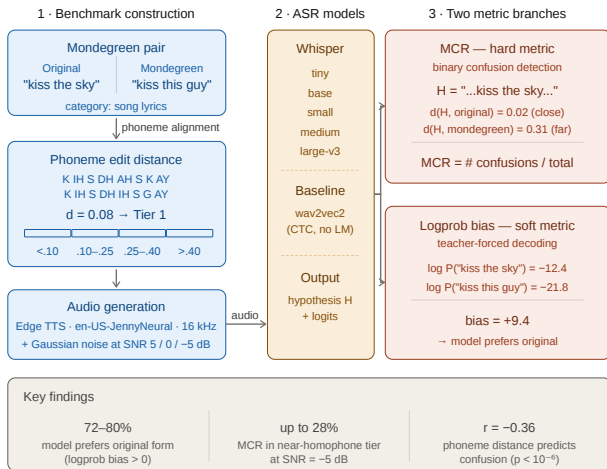 1 · Benchmark construction
Mondegreen pair
Original
Mondegreen
"kiss the sky"
"kiss this guy"
category: song lyrics
phoneme alignment
Phoneme edit distance
K IH S DH AH S K AY
K IH S DH IH S G AY
d = 0.08 → Tier 1
<.10 .10–.25 .25–.40 >.40
Audio generation
Edge TTS · en-US-JennyNeural · 16 kHz
+ Gaussian noise at SNR 5 / 0 / −5 dB
audio
2 · ASR models
Whisper
tiny
base
small
medium
large-v3
Baseline
wav2vec2
(CTC, no LM)
Output
hypothesis H
+ logits
3 · Two metric branches
MCR — hard metric
binary confusion detection
H = "...kiss the sky..."
d(H, original) = 0.02 (close)
d(H, mondegreen) = 0.31 (far)
MCR = # confusions / total
Logprob bias — soft metric
teacher-forced decoding
log P("kiss the sky") = −12.4
log P("kiss this guy") = −21.8
bias = +9.4
→ model prefers original
Key findings
72–80%
model prefers original form
(logprob bias > 0)
up to 28%
MCR in near-homophone tier
at SNR = −5 dB
r = −0.36
phoneme distance predicts
confusion (p < 10⁻⁶)